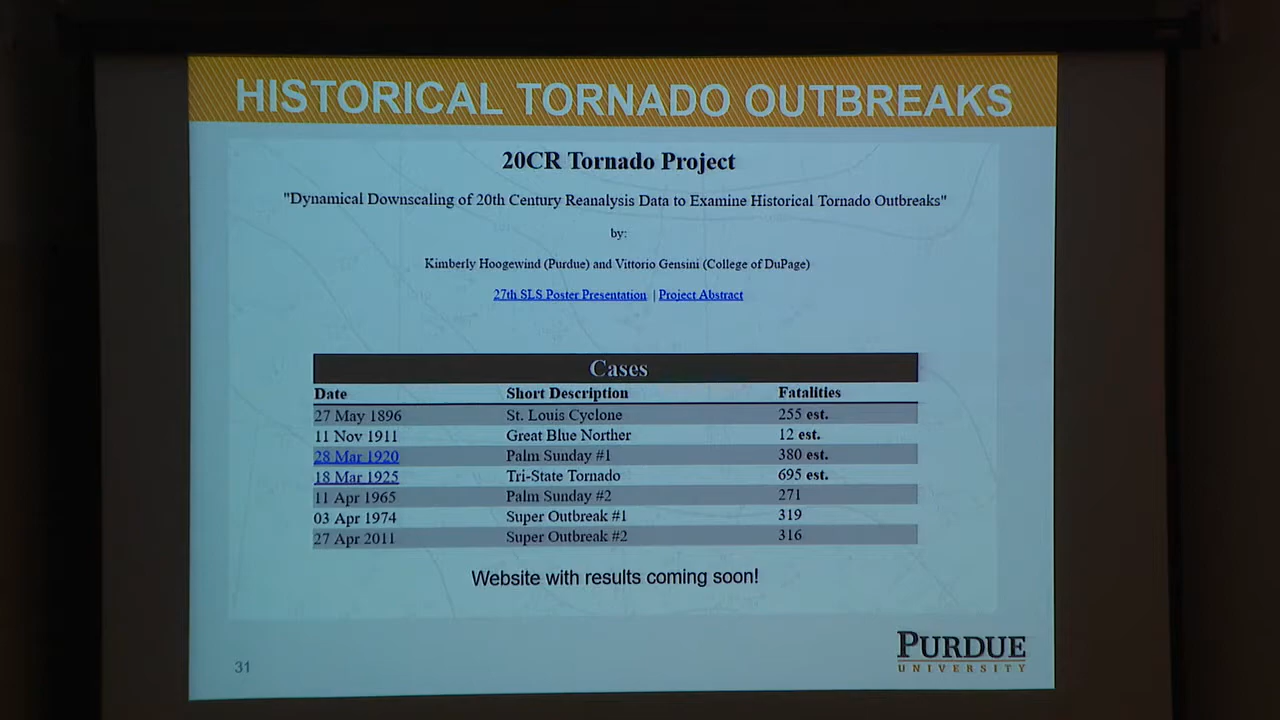 HISTORICAL TORNADO OUTBREAKS
20CR Tornado Project
"Dynamical Downscaling of 20th Century Reanalysis Data to Examine Historical Tornado Outbreaks"
by:
Kimberly Hoogewind (Purdue) and Vittorio Gensini (College of DuPage)
27th SLS Poster Presentation | Project Abstract
Cases
Date Short Description Fatalities
27 May 1896 St. Louis Cyclone 255 est.
11 Nov 1911 Great Blue Norther 12 est.
28 Mar 1920 Palm Sunday #1 380 est.
18 Mar 1925 Tri-State Tornado 695 est.
11 Apr 1965 Palm Sunday #2 271
03 Apr 1974 Super Outbreak #1 319
27 Apr 2011 Super Outbreak #2 316
Website with results coming soon!
31
PURDUE
UNIVERSITY